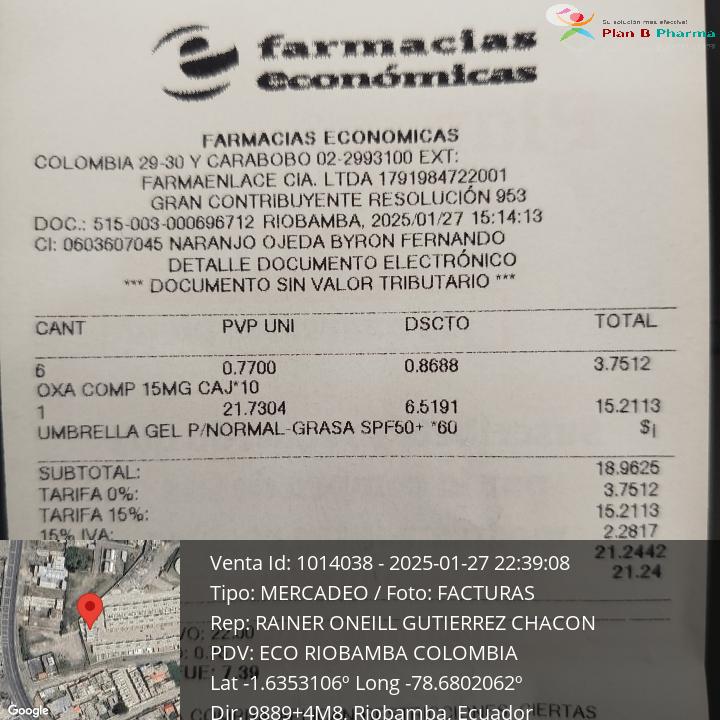 Su solución más efectiva!
Plan B Pharma
farmacias
económicas
FARMACIAS ECONOMICAS
COLOMBIA 29-30 Y CARABOBO 02-2993100 EXT:
FARMAENLACE CIA. LTDA 1791984722001
GRAN CONTRIBUYENTE RESOLUCIÓN 953
DOC.: 515-003-000696712 RIOBAMBA, 2025/01/27 15:14:13
CI: 0603607045 NARANJO OJEDA BYRON FERNANDO
DETALLE DOCUMENTO ELECTRÓNICO
*** DOCUMENTO SIN VALOR TRIBUTARIO ***
CANT PVP UNI DSCTO TOTAL
6 0.7700 0.8688 3.7512
OXA COMP 15MG CAJ*10
1 21.7304 6.5191 15.2113
UMBRELLA GEL P/NORMAL-GRASA SPF50+ *60 $
SUBTOTAL: 18.9625
TARIFA 0%: 3.7512
TARIFA 15%: 15.2113
15% IVA: 2.2817
21.2442
21.24
Venta Id: 1014038 - 2025-01-27 22:39:08
Tipo: MERCADEO / Foto: FACTURAS
Rep: RAINER ONEILL GUTIERREZ CHACON
PDV: ECO RIOBAMBA COLOMBIA
Lat -1.6353106º Long -78.6802062º
Dir. 9889+4M8, Riobamba, Ecuador
Google